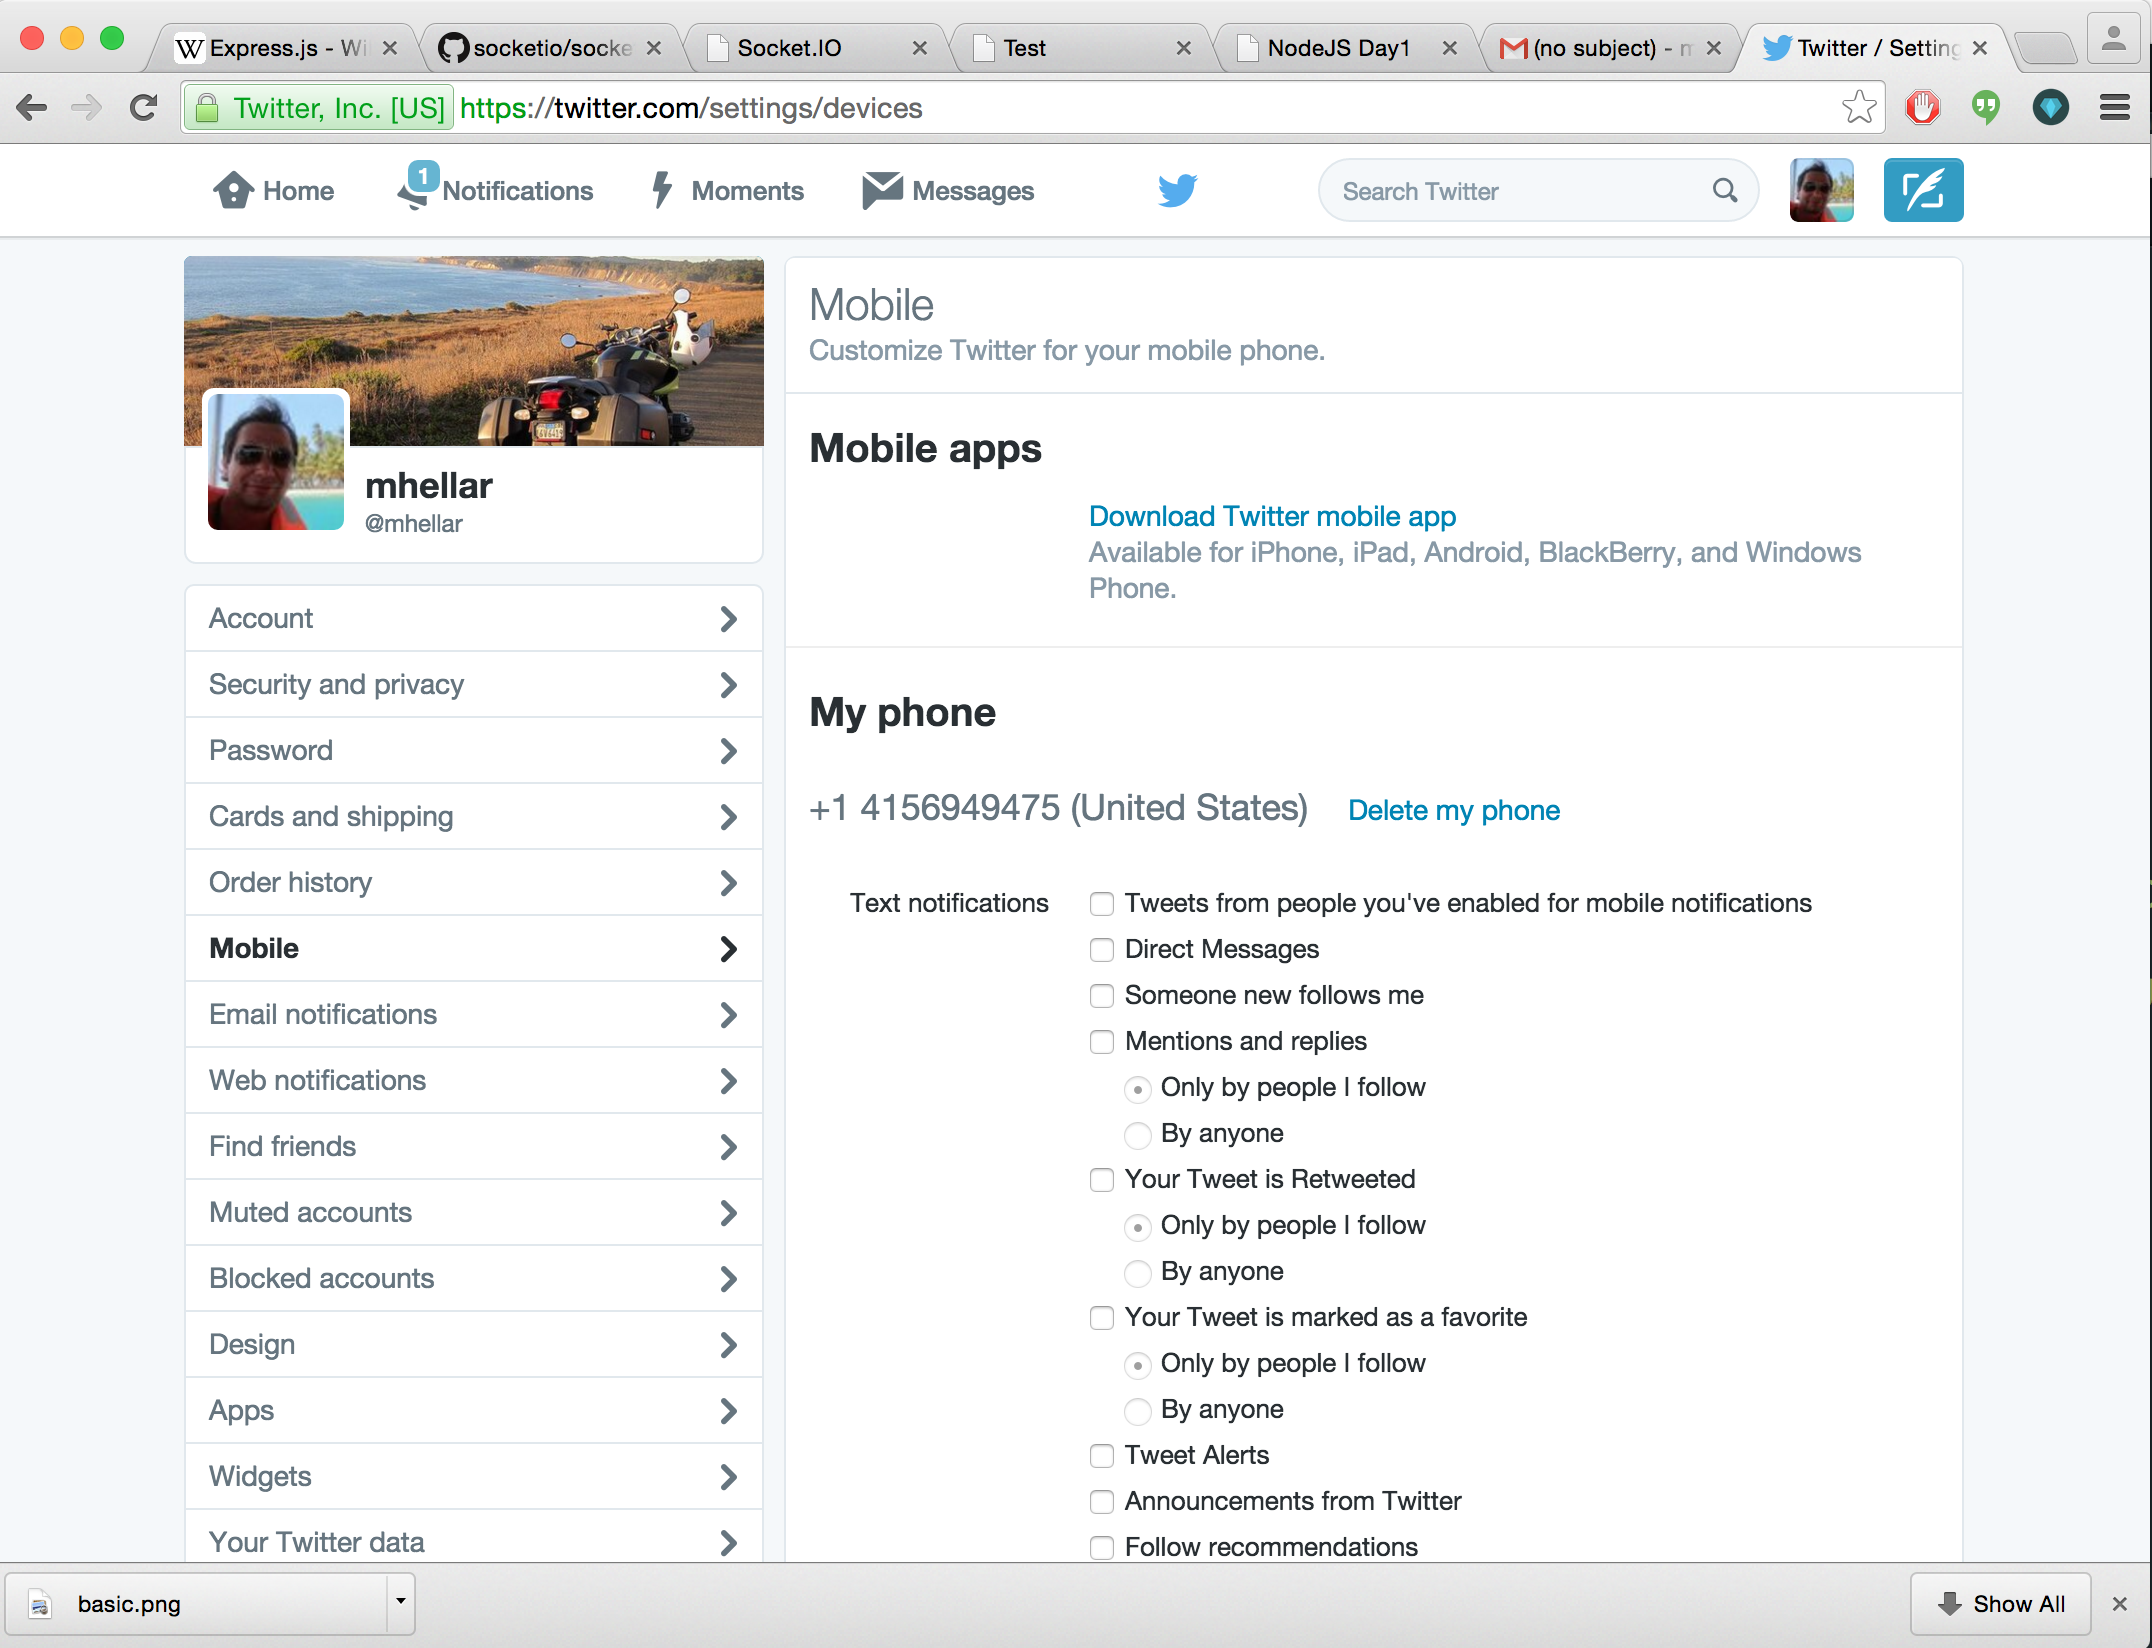 Express.js - Wi
socketio/socke
Socket.IO
Test
NodeJS Day1
(no subject) - m
Twitter / Setting
Twitter, Inc. [US]
https://twitter.com/settings/devices
Home
1
Notifications
Moments
Messages
Search Twitter
mhellar
@mhellar
Account
Security and privacy
Password
Cards and shipping
Order history
Mobile
Email notifications
Web notifications
Find friends
Muted accounts
Blocked accounts
Design
Apps
Widgets
Your Twitter data
Mobile
Customize Twitter for your mobile phone.
Mobile apps
Download Twitter mobile app
Available for iPhone, iPad, Android, BlackBerry, and Windows
Phone.
My phone
+1 4156949475 (United States) Delete my phone
Text notifications
Tweets from people you've enabled for mobile notifications
Direct Messages
Someone new follows me
Mentions and replies
Only by people I follow
By anyone
Your Tweet is Retweeted
Only by people I follow
By anyone
Your Tweet is marked as a favorite
Only by people I follow
By anyone
Tweet Alerts
Announcements from Twitter
Follow recommendations
basic.png
Show All